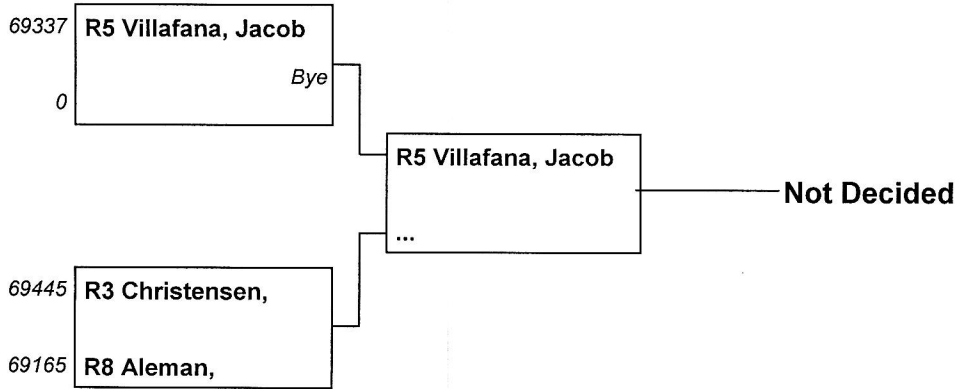 69337 R5 Villafana, Jacob
Bye
0
R5 Villafana, Jacob
...
Not Decided
69445 R3 Christensen,
69165 R8 Aleman,